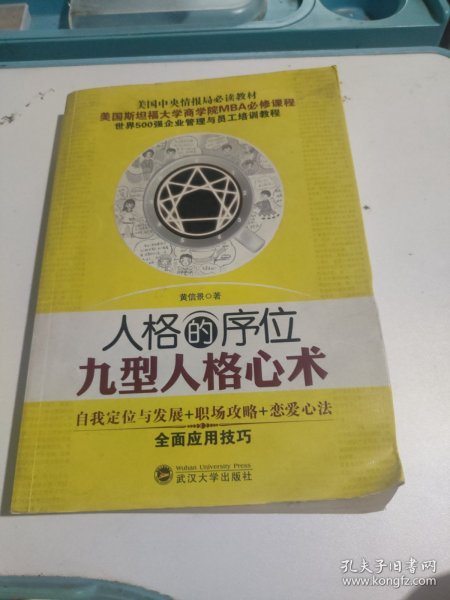 美国中央情报局必读教材
美国斯坦福大学商学院MBA必修课程
世界500强企业管理与员工培训教程
黄信景◎著
人格的序位
九型人格心术
自我定位与发展+职场攻略+恋爱心法
全面应用技巧
Wuhan University Press
武汉大学出版社
孔夫子旧书网
www.kongfz.com